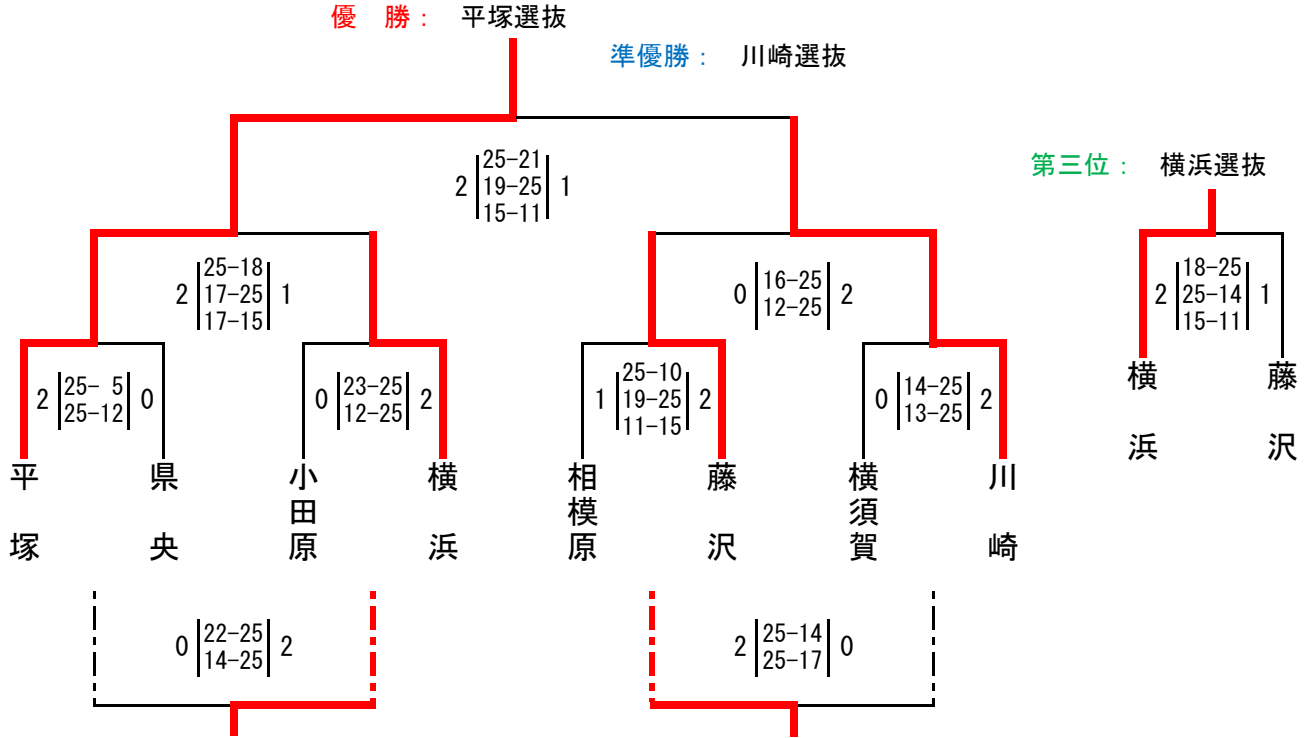 優　勝：　平塚選抜
準優勝：　川崎選抜
2 25-21 1
19-25
15-11
第三位：　横浜選抜
2 25-18 1
17-25
17-15
0 16-25 2
12-25
2 18-25 1
25-14
15-11
横浜
藤沢
2 25- 5 0
25-12
0 23-25 2
12-25
1 25-10 2
19-25
11-15
0 14-25 2
13-25
平塚
県央
小田原
横浜
相模原
藤沢
横須賀
川崎
0 22-25 2
14-25
2 25-14 0
25-17